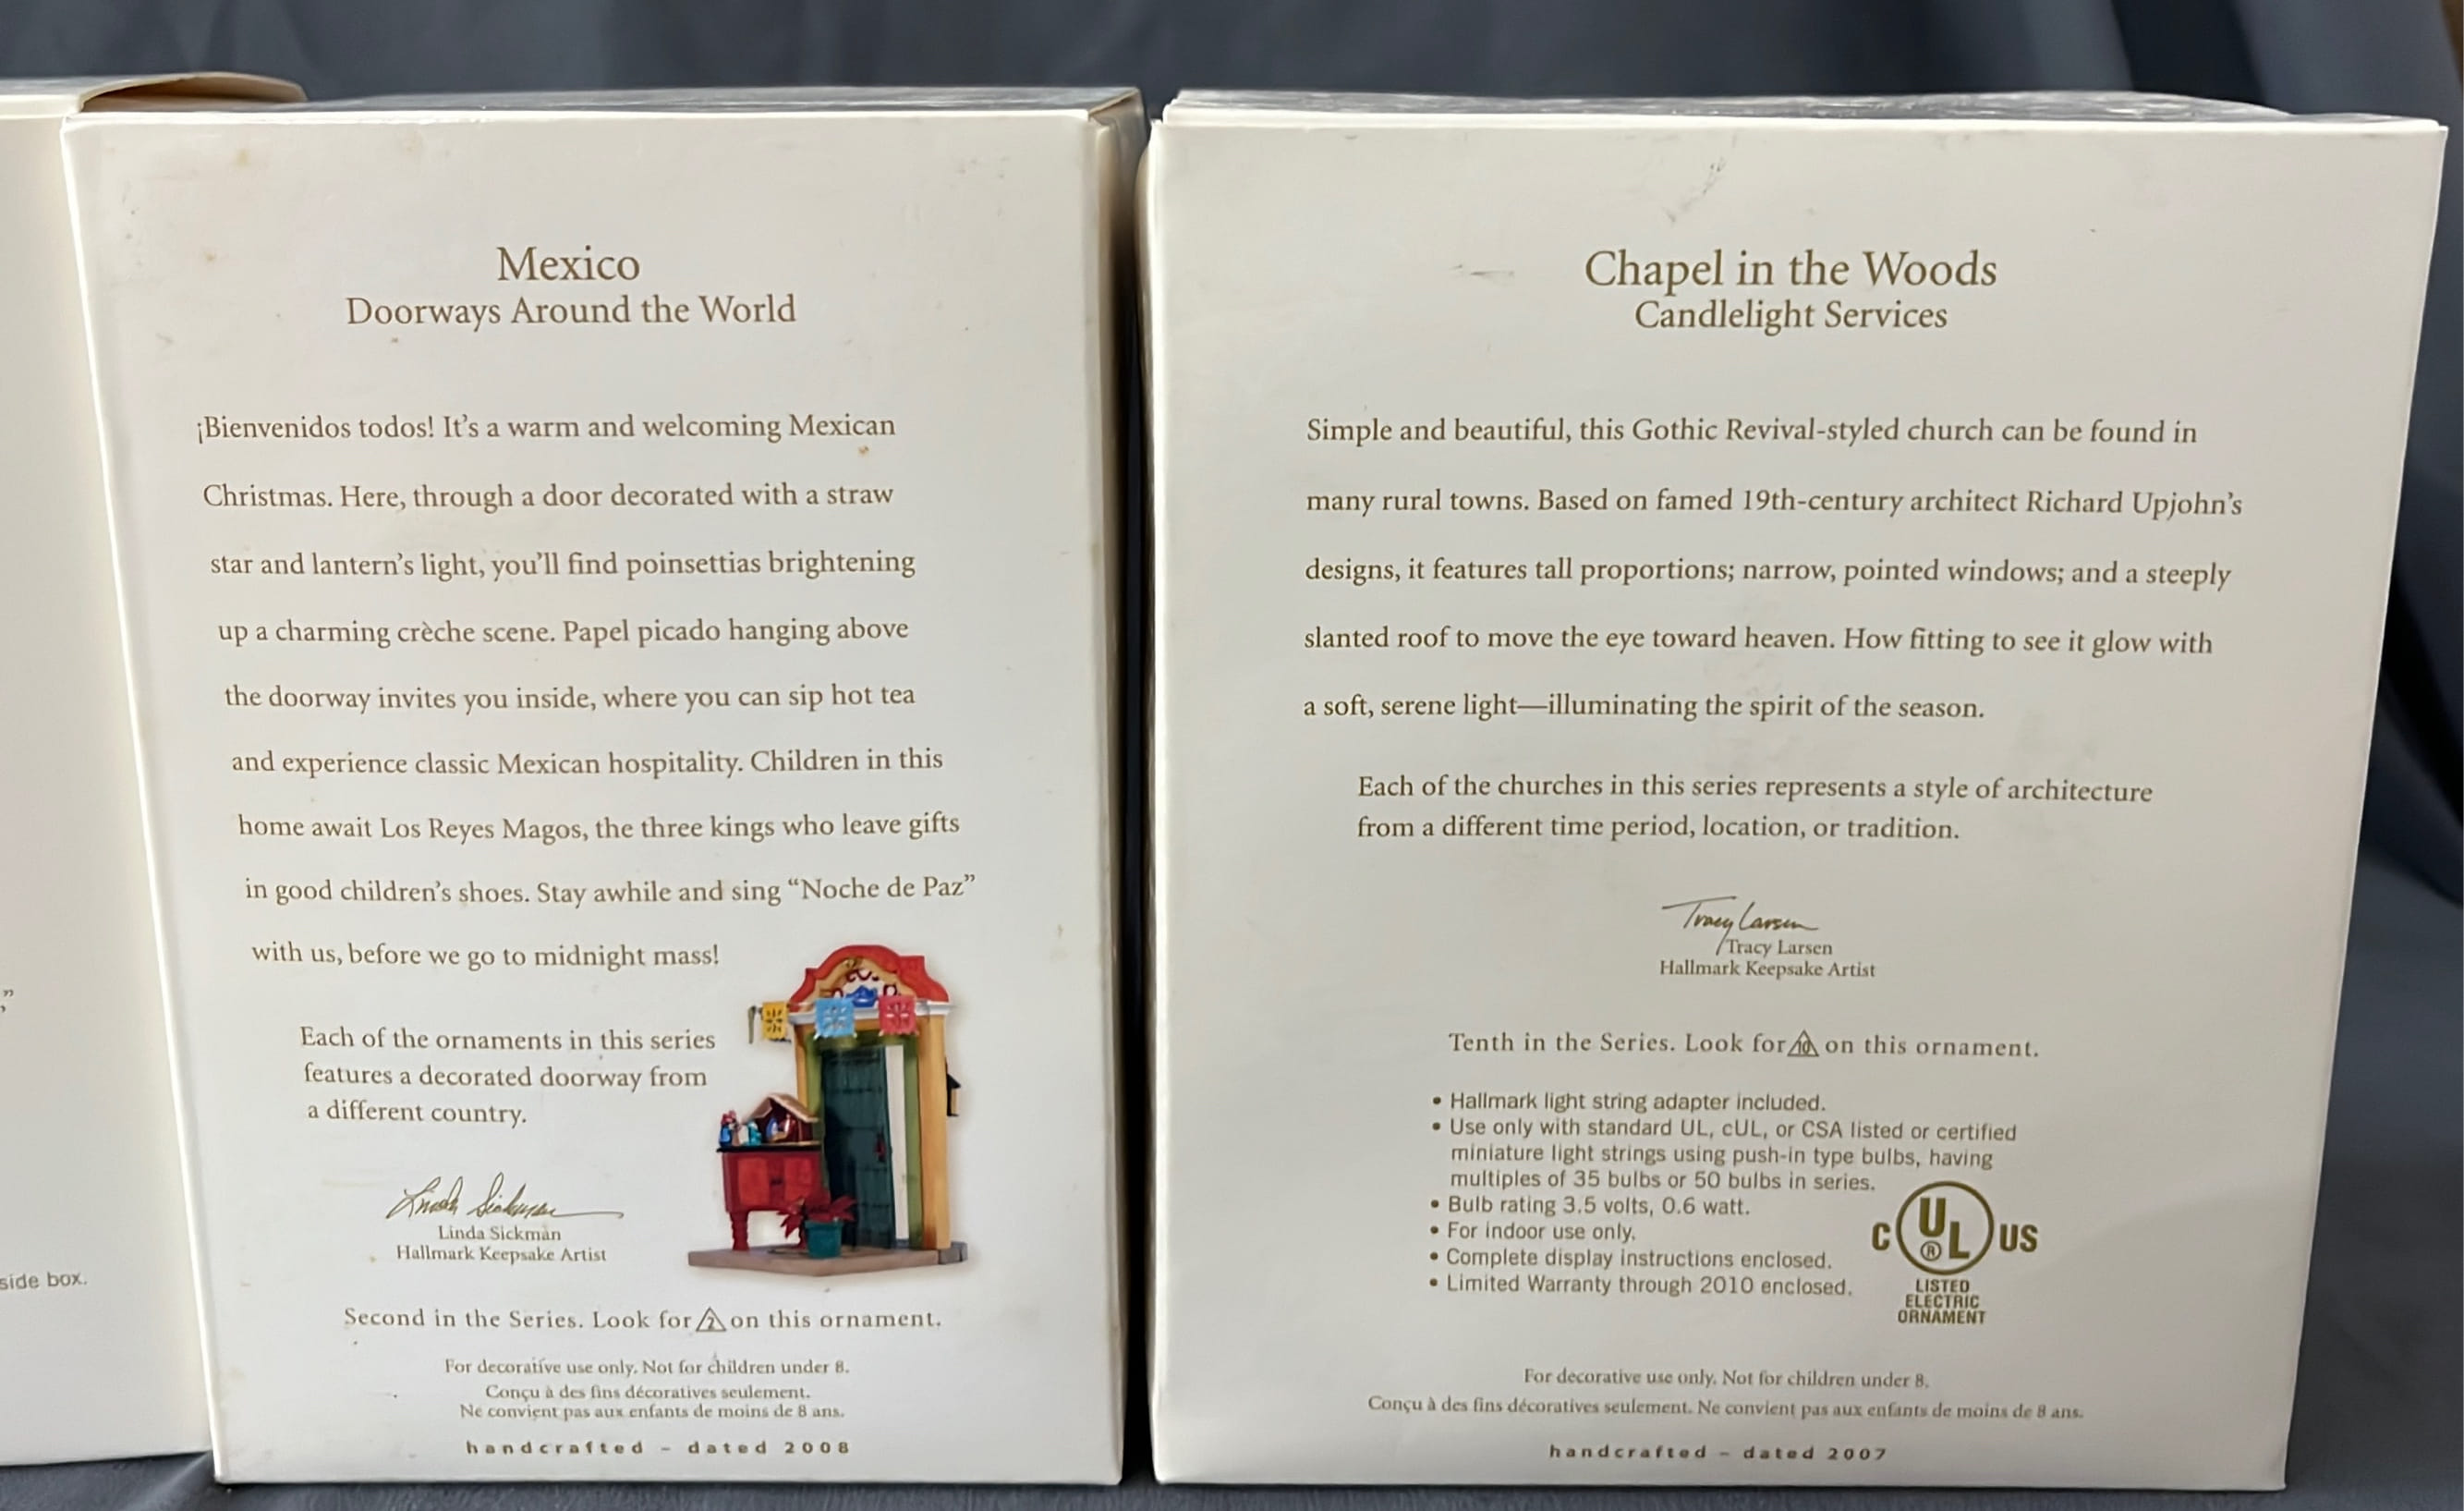 ”
side box.
Mexico
Doorways Around the World
¡Bienvenidos todos! It’s a warm and welcoming Mexican
Christmas. Here, through a door decorated with a straw
star and lantern’s light, you’ll find poinsettias brightening
up a charming crèche scene. Papel picado hanging above
the doorway invites you inside, where you can sip hot tea
and experience classic Mexican hospitality. Children in this
home await Los Reyes Magos, the three kings who leave gifts
in good children’s shoes. Stay awhile and sing “Noche de Paz”
with us, before we go to midnight mass!
Each of the ornaments in this series
features a decorated doorway from
a different country.
Linda Sickman
Linda Sickman
Hallmark Keepsake Artist
Second in the Series. Look for 2 on this ornament.
For decorative use only. Not for children under 8.
Conçu à des fins décoratives seulement.
Ne convient pas aux enfants de moins de 8 ans.
handcrafted – dated 2008
Chapel in the Woods
Candlelight Services
Simple and beautiful, this Gothic Revival-styled church can be found in
many rural towns. Based on famed 19th-century architect Richard Upjohn’s
designs, it features tall proportions; narrow, pointed windows; and a steeply
slanted roof to move the eye toward heaven. How fitting to see it glow with
a soft, serene light—illuminating the spirit of the season.
Each of the churches in this series represents a style of architecture
from a different time period, location, or tradition.
Tracy Larsen
Tracy Larsen
Hallmark Keepsake Artist
Tenth in the Series. Look for 10 on this ornament.
• Hallmark light string adapter included.
• Use only with standard UL, cUL, or CSA listed or certified
miniature light strings using push-in type bulbs, having
multiples of 35 bulbs or 50 bulbs in series.
• Bulb rating 3.5 volts, 0.6 watt.
• For indoor use only.
• Complete display instructions enclosed.
• Limited Warranty through 2010 enclosed.
C UL® US
LISTED
ELECTRIC
ORNAMENT
For decorative use only. Not for children under 8.
Conçu à des fins décoratives seulement. Ne convient pas aux enfants de moins de 8 ans.
handcrafted – dated 2007